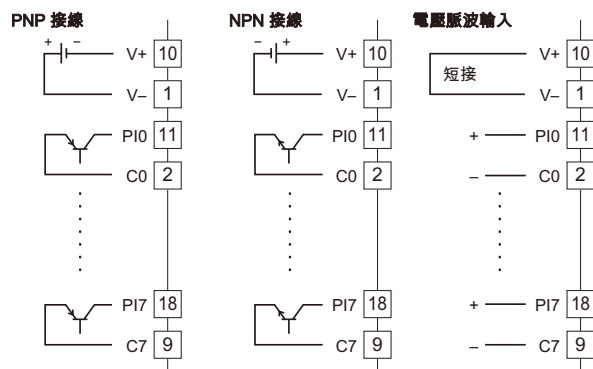 PNP 接線
+ –
V+ 10
V– 1
PI0 11
C0 2
PI7 18
C7 9
NPN 接線
– +
V+ 10
V– 1
PI0 11
C0 2
PI7 18
C7 9
電壓脈波輸入
短接
V+ 10
V– 1
+ PI0 11
– C0 2
+ PI7 18
– C7 9